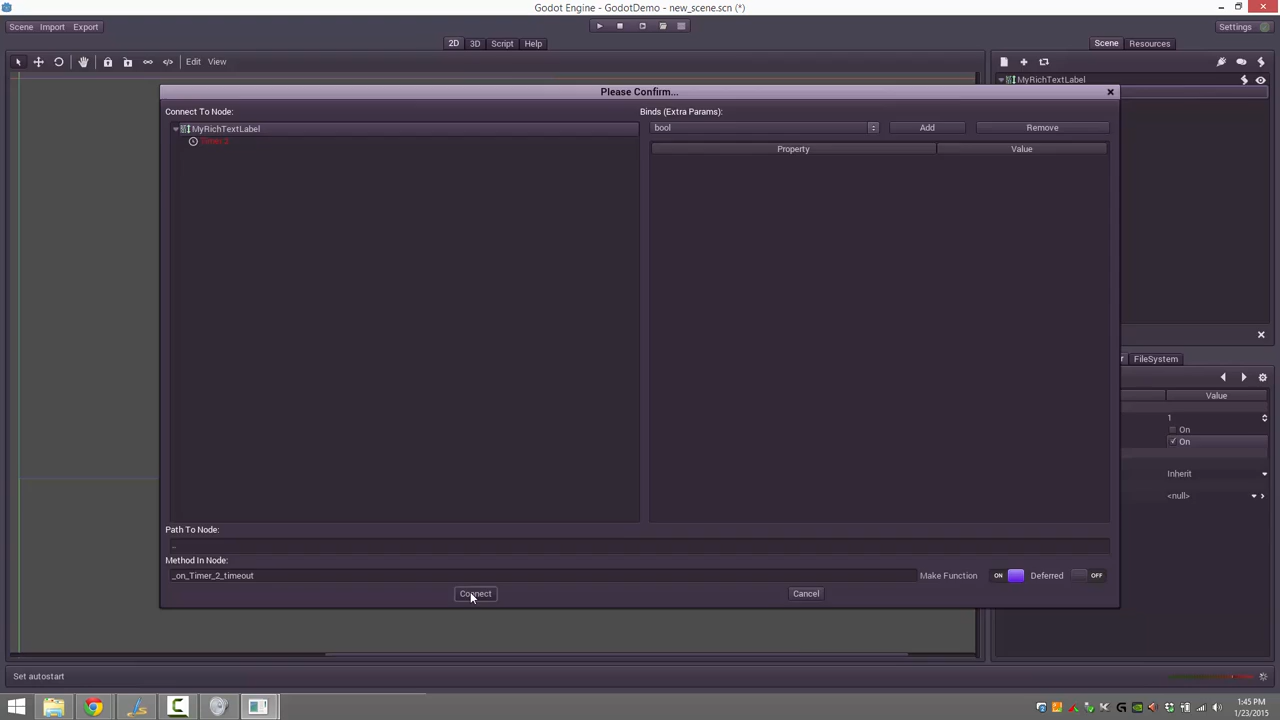 Godot Engine - GodotDemo - new_scene.scn (*)
Scene Import Export
Settings
2D 3D Script Help
Scene Resources
Edit View
MyRichTextLabel
Please Confirm...
Connect To Node:
Binds (Extra Params):
MyRichTextLabel
Timer 2
bool
Add
Remove
Property
Value
FileSystem
Value
1
On
On
Inherit
<null>
Path To Node:
..
Method In Node:
_on_Timer_2_timeout
Make Function
ON
Deferred
OFF
Connect
Cancel
Set autostart
1:45 PM
1/23/2015